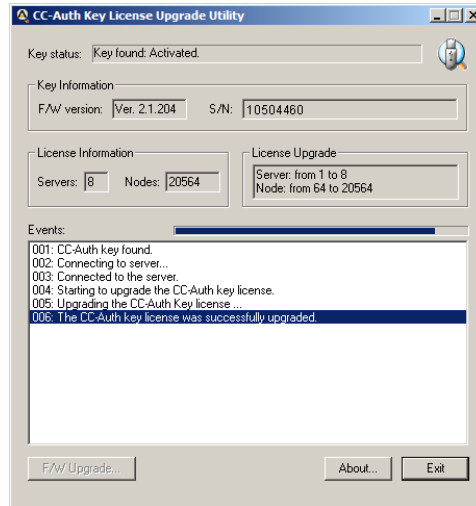 CC-Auth Key License Upgrade Utility
Key status: Key found: Activated.
Key Information
F/W version: Ver. 2.1.204 S/N: 10504460
License Information
Servers: 8 Nodes: 20564
License Upgrade
Server: from 1 to 8
Node: from 64 to 20564
Events:
001: CC-Auth key found.
002: Connecting to server...
003: Connected to the server.
004: Starting to upgrade the CC-Auth key license.
005: Upgrading the CC-Auth Key license ...
006: The CC-Auth key license was successfully upgraded.
F/W Upgrade... About... Exit